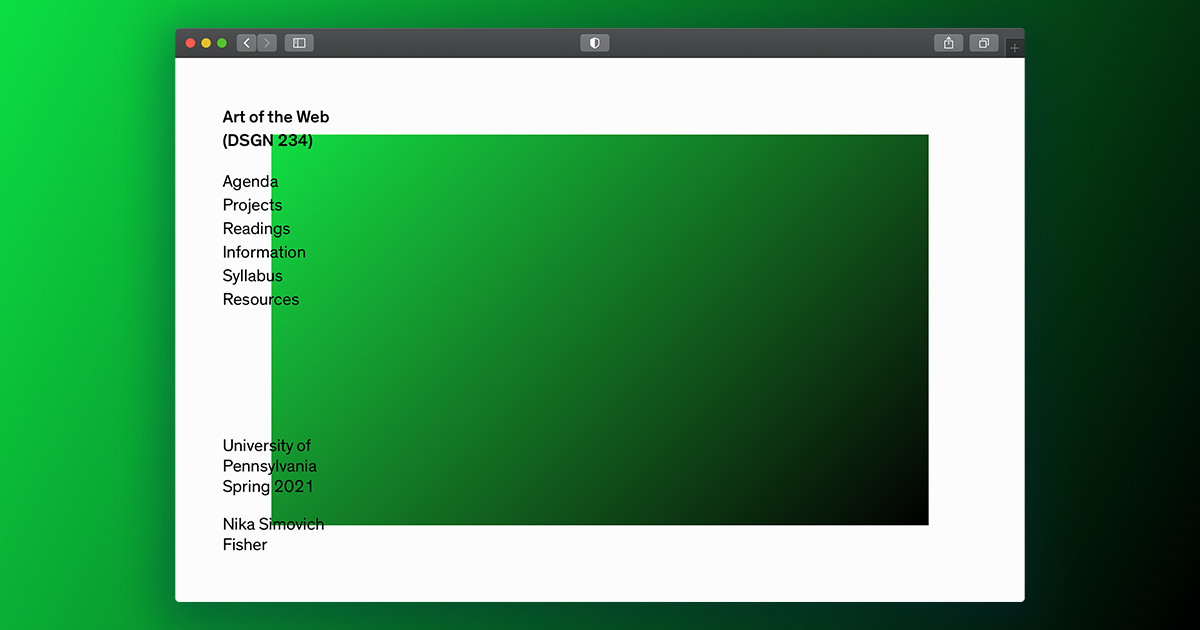 Art of the Web
(DSGN 234)
Agenda
Projects
Readings
Information
Syllabus
Resources
University of
Pennsylvania
Spring 2021
Nika Simovich
Fisher